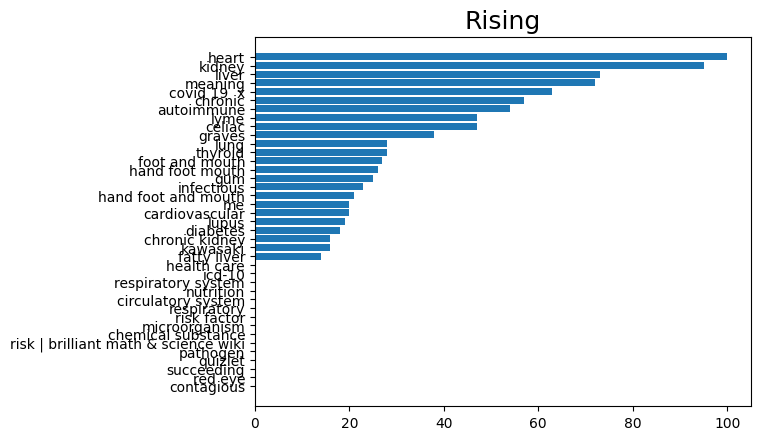 Rising
heart
kidney
liver
meaning
covid 19 x
chronic
autoimmune
lyme
celiac
graves
lung
thyroid
foot and mouth
hand foot mouth
gum
infectious
hand foot and mouth
me
cardiovascular
lupus
diabetes
chronic kidney
kawasaki
fatty liver
health care
icd-10
respiratory system
nutrition
circulatory system
respiratory
risk factor
microorganism
chemical substance
risk | brilliant math & science wiki
pathogen
quizlet
succeeding
red eye
contagious
0 20 40 60 80 100